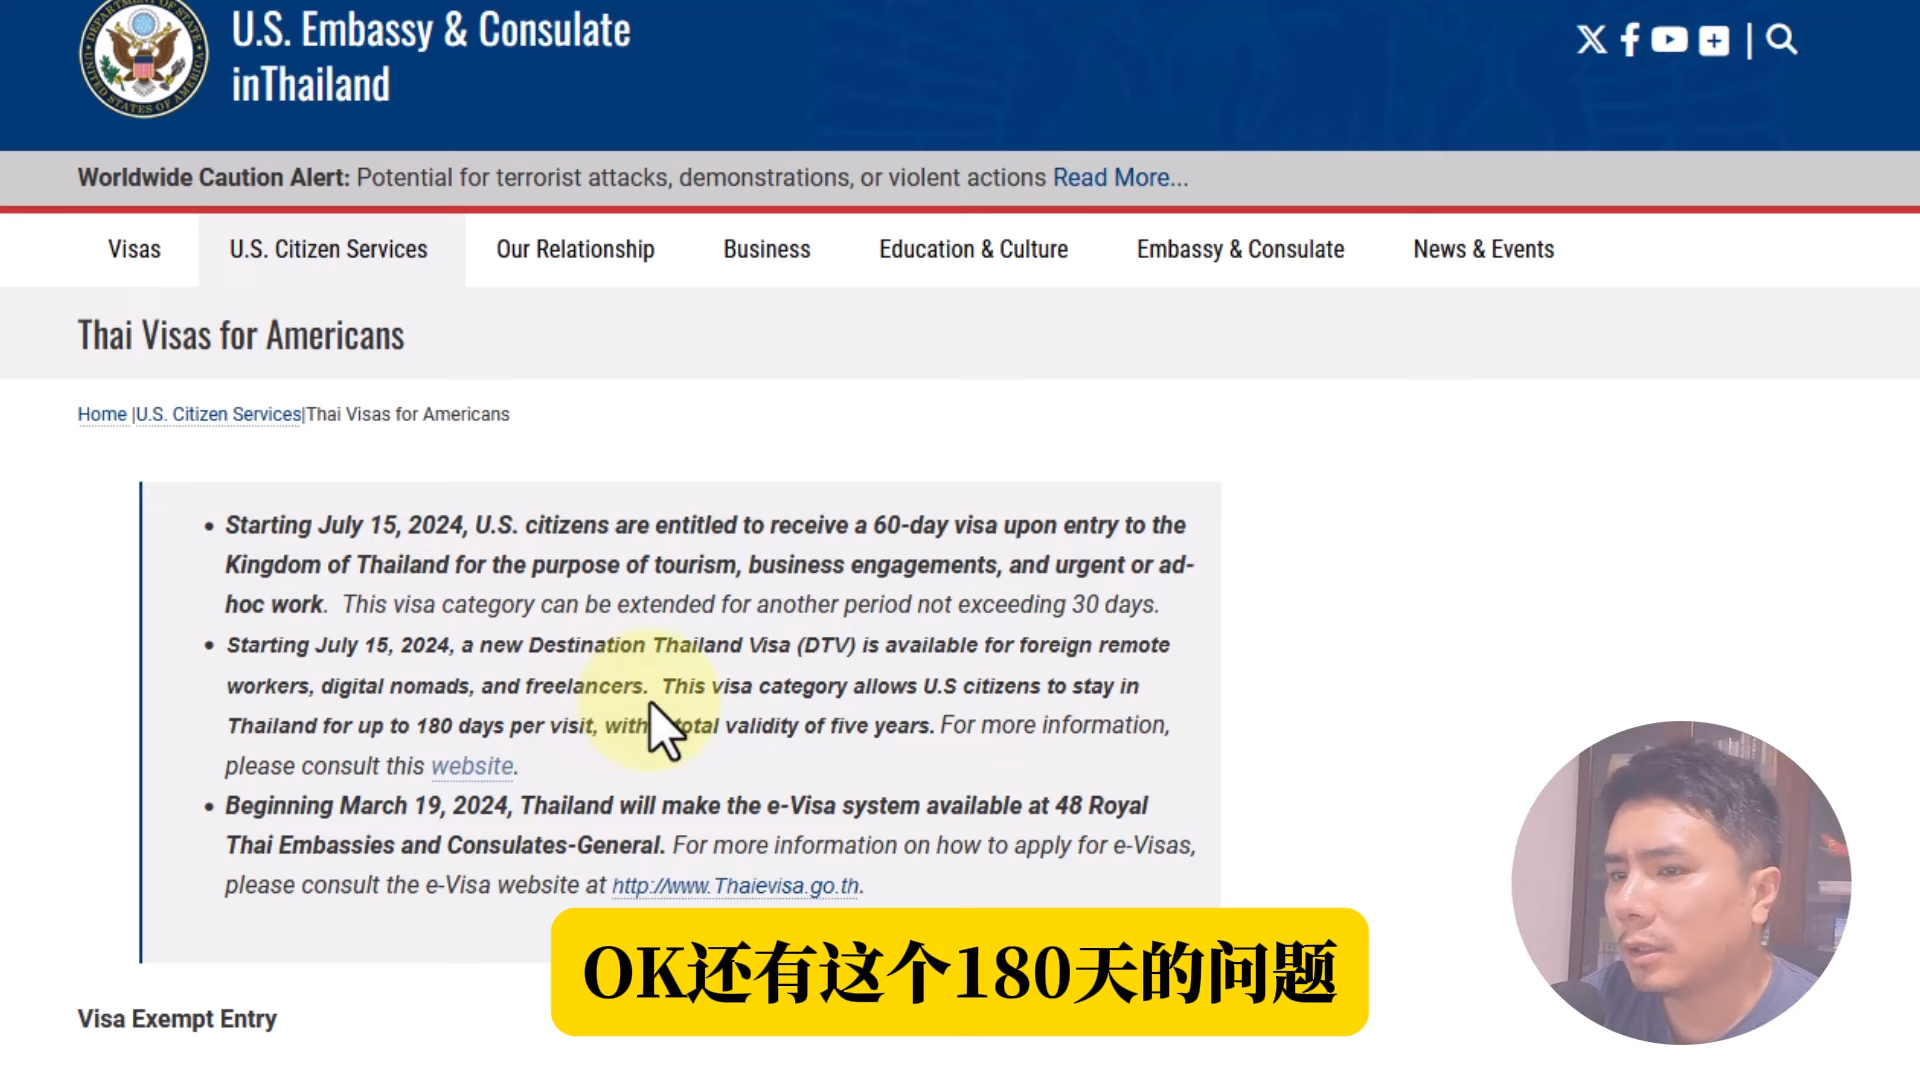 U.S. Embassy & Consulate
inThailand
DEPARTMENT OF STATE
UNITED STATES OF AMERICA
Worldwide Caution Alert: Potential for terrorist attacks, demonstrations, or violent actions Read More...
Visas U.S. Citizen Services Our Relationship Business Education & Culture Embassy & Consulate News & Events
Thai Visas for Americans
Home |U.S. Citizen Services|Thai Visas for Americans
• Starting July 15, 2024, U.S. citizens are entitled to receive a 60-day visa upon entry to the
Kingdom of Thailand for the purpose of tourism, business engagements, and urgent or ad-
hoc work. This visa category can be extended for another period not exceeding 30 days.
• Starting July 15, 2024, a new Destination Thailand Visa (DTV) is available for foreign remote
workers, digital nomads, and freelancers. This visa category allows U.S citizens to stay in
Thailand for up to 180 days per visit, with total validity of five years. For more information,
please consult this website.
• Beginning March 19, 2024, Thailand will make the e-Visa system available at 48 Royal
Thai Embassies and Consulates-General. For more information on how to apply for e-Visas,
please consult the e-Visa website at http://www.Thaievisa.go.th.
OK还有这个180天的问题
Visa Exempt Entry